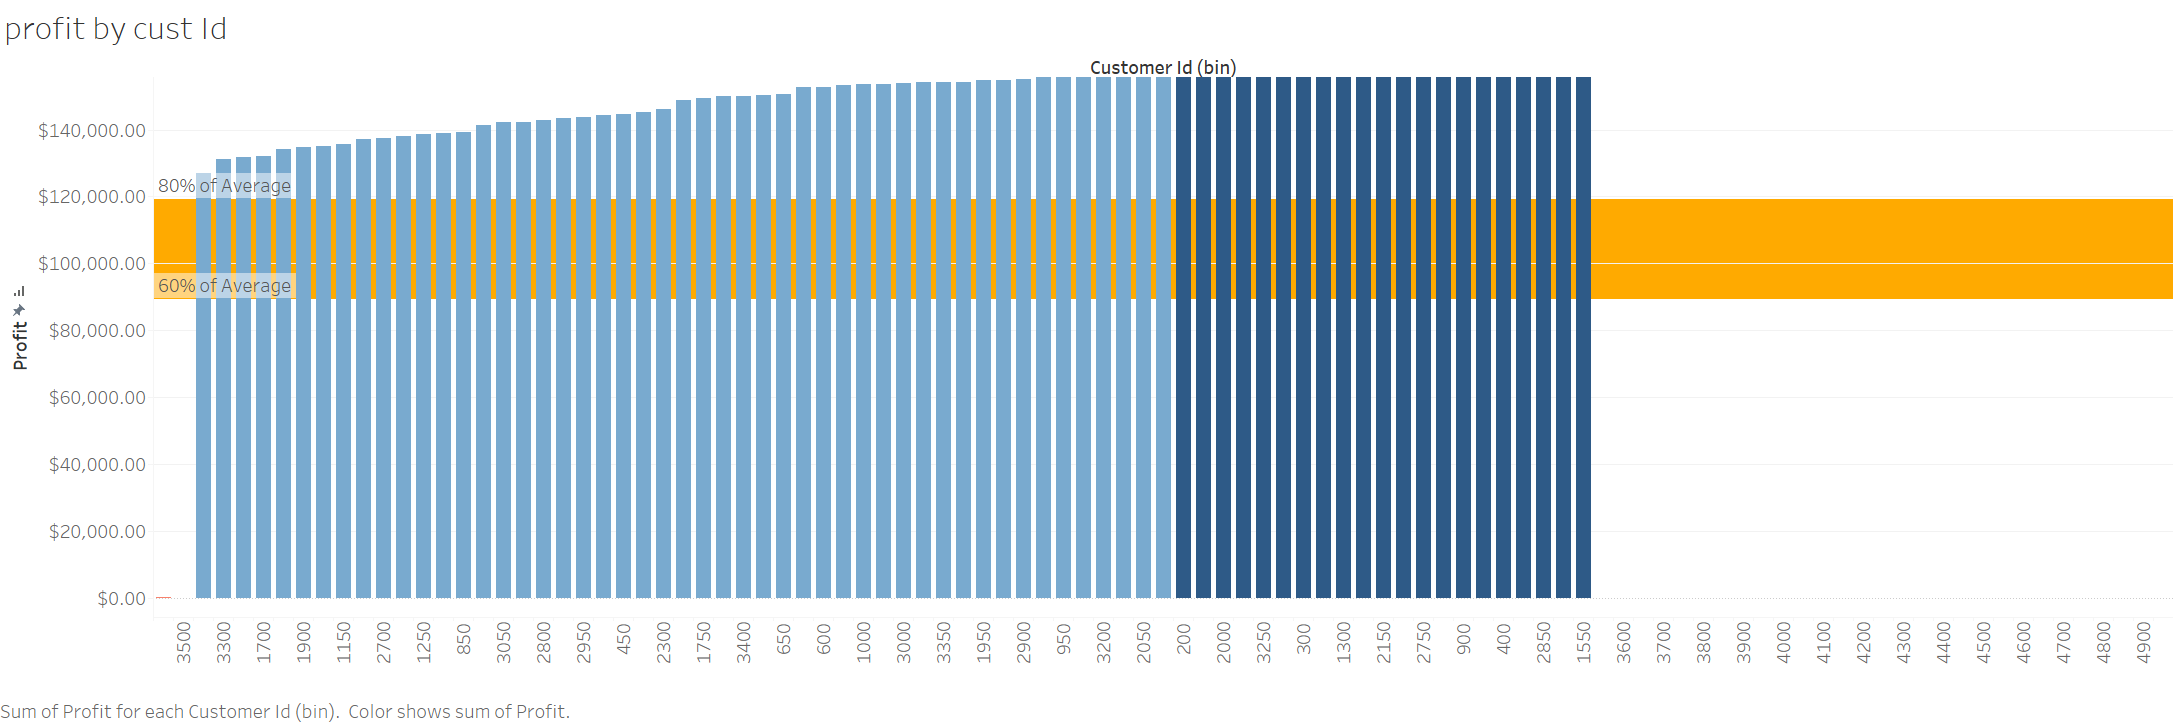 profit by cust Id
Customer Id (bin)
$140,000.00
80% of Average
$120,000.00
$100,000.00
60% of Average
$80,000.00
Profit
$60,000.00
$40,000.00
$20,000.00
$0.00
3500 3300 1700 1900 1150 2700 1250 850 3050 2800 2950 450 2300 1750 3400 650 600 1000 3000 3350 1950 2900 950 3200 2050 200 2000 3250 300 1300 2150 2750 900 400 2850 1550 3600 3700 3800 3900 4000 4100 4200 4300 4400 4500 4600 4700 4800 4900
Sum of Profit for each Customer Id (bin).  Color shows sum of Profit.